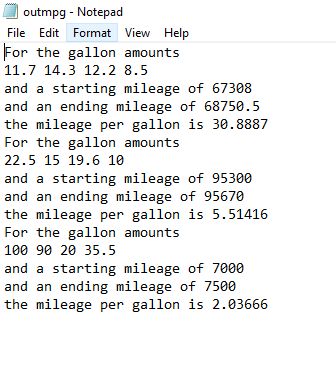 outmpg - Notepad
File Edit Format View Help
For the gallon amounts
11.7 14.3 12.2 8.5
and a starting mileage of 67308
and an ending mileage of 68750.5
the mileage per gallon is 30.8887
For the gallon amounts
22.5 15 19.6 10
and a starting mileage of 95300
and an ending mileage of 95670
the mileage per gallon is 5.51416
For the gallon amounts
100 90 20 35.5
and a starting mileage of 7000
and an ending mileage of 7500
the mileage per gallon is 2.03666